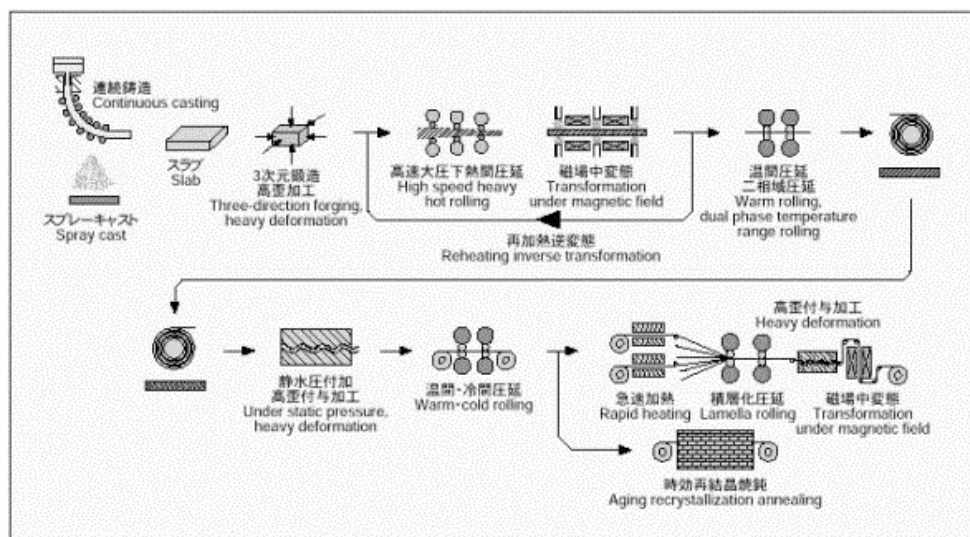 連続鋳造
Continuous casting
スプレーキャスト
Spray cast
スラブ
Slab
3次元鍛造
高歪加工
Three-direction forging,
heavy deformation
高速大圧下熱間圧延
High speed heavy
hot rolling
磁場中変態
Transformation
under magnetic field
再加熱逆変態
Reheating inverse transformation
温間圧延
二相域圧延
Warm rolling,
dual phase temperature
range rolling
静水圧付加
高歪付与加工
Under static pressure,
heavy deformation
温間・冷間圧延
Warm・cold rolling
急速加熱
Rapid heating
積層化圧延
Lamella rolling
高歪付与加工
Heavy deformation
磁場中変態
Transformation
under magnetic field
時効再結晶焼鈍
Aging recrystallization annealing